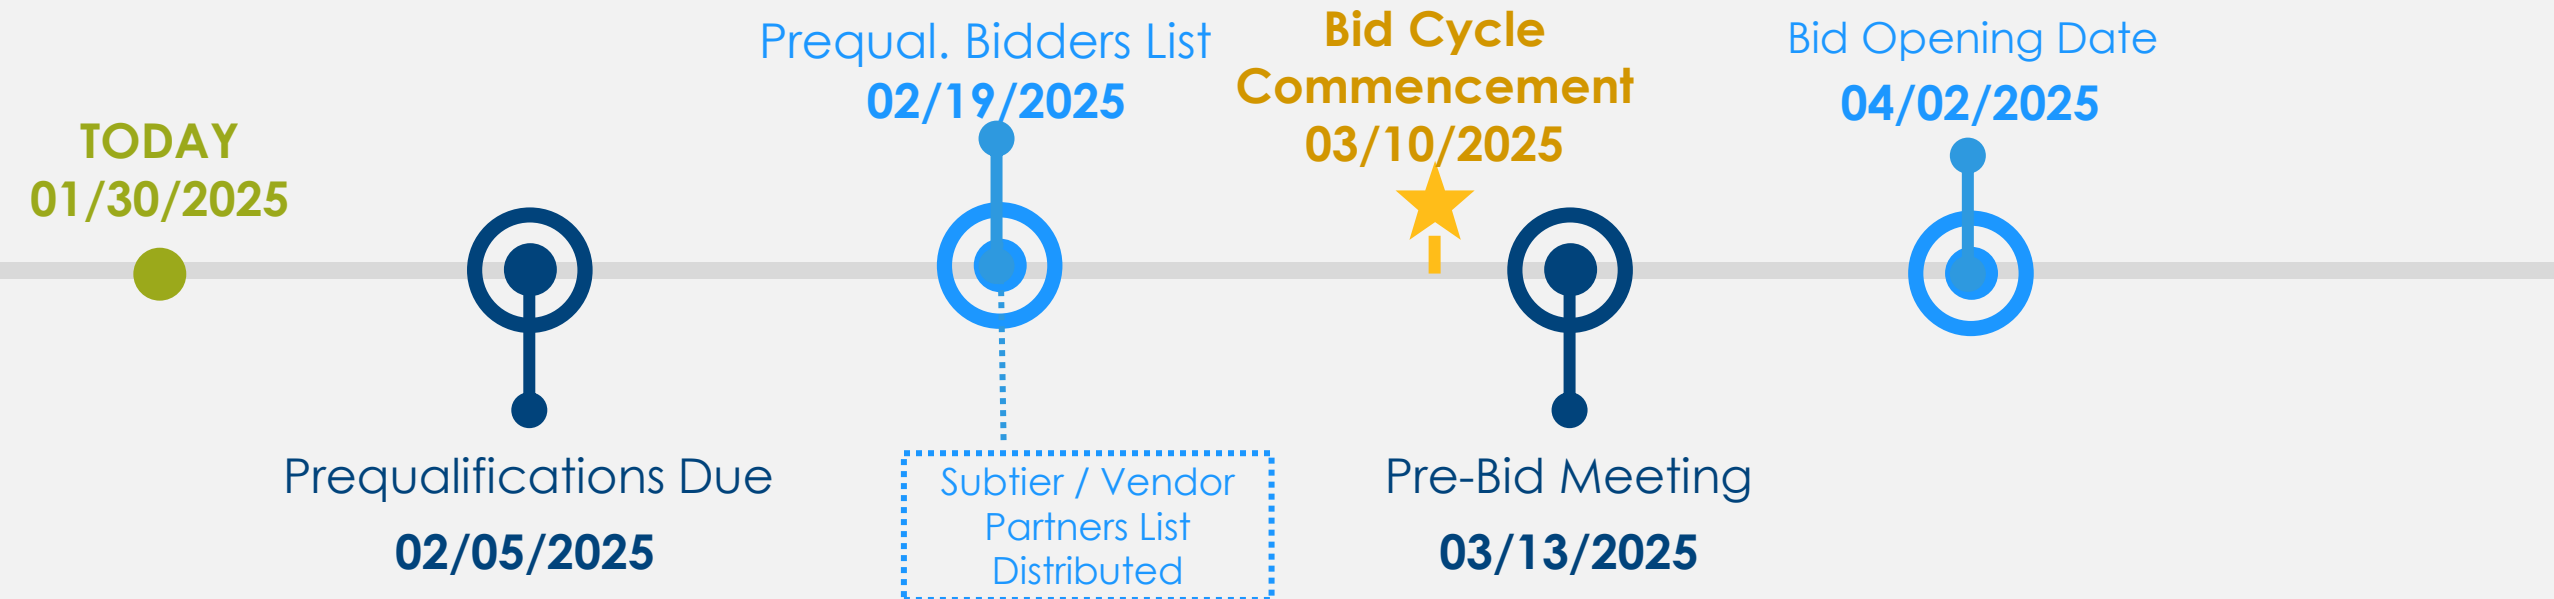 TODAY
01/30/2025
Prequalifications Due
02/05/2025
Prequal. Bidders List
02/19/2025
Subtier / Vendor
Partners List
Distributed
Bid Cycle
Commencement
03/10/2025
Pre-Bid Meeting
03/13/2025
Bid Opening Date
04/02/2025